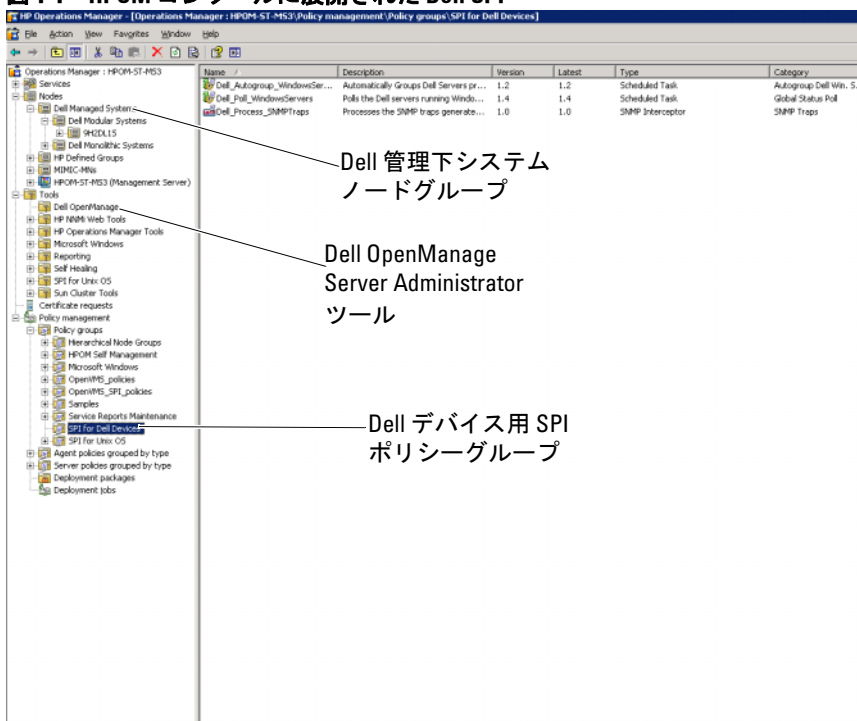 HP Operations Manager - [Operations Manager : HPOM-ST-MS3\Policy management\Policy groups\SPI for Dell Devices]
File Action View Favorites Window Help
Operations Manager : HPOM-ST-MS3
Services
Nodes
Dell Managed Systems
Dell Modular Systems
9H2DL15
Dell Monolithic Systems
HP Defined Groups
MIMIC-MNs
HPOM-ST-MS3 (Management Server)
Tools
Dell OpenManage
HP NNMi Web Tools
HP Operations Manager Tools
Microsoft Windows
Reporting
Self Healing
SPI for Unix OS
Sun Cluster Tools
Certificate requests
Policy management
Policy groups
Hierarchical Node Groups
HPOM Self Management
Microsoft Windows
OpenVMS_policies
OpenVMS_SPI_policies
Samples
Service Reports Maintenance
SPI for Dell Devices
SPI for Unix OS
Agent policies grouped by type
Server policies grouped by type
Deployment packages
Deployment jobs
Name Description Version Latest Type Category
Dell_Autogroup_WindowsSer... Automatically Groups Dell Servers pr... 1.2 1.2 Scheduled Task Autogroup Dell Win. S
Dell_Poll_WindowsServers Polls the Dell servers running Windo... 1.4 1.4 Scheduled Task Global Status Poll
Dell_Process_SNMPTraps Processes the SNMP traps generate... 1.0 1.0 SNMP Interceptor SNMP Traps
Dell 管理下システム
ノードグループ
Dell OpenManage
Server Administrator
ツール
Dell デバイス用 SPI
ポリシーグループ